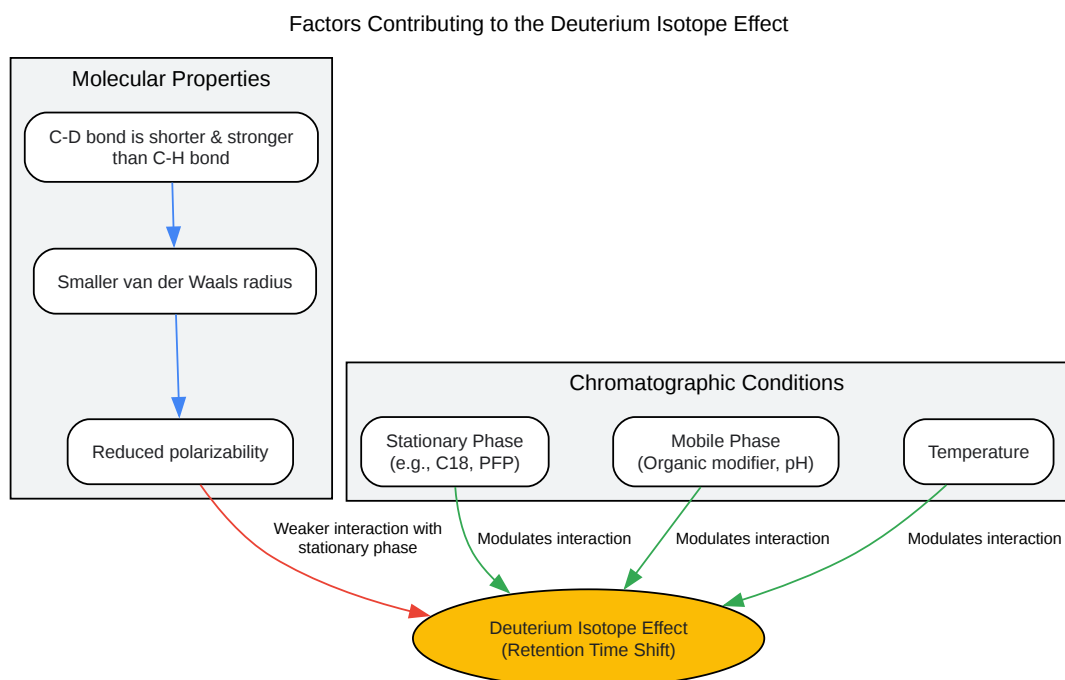 Factors Contributing to the Deuterium Isotope Effect
Molecular Properties
C-D bond is shorter & stronger
than C-H bond
Smaller van der Waals radius
Reduced polarizability
Chromatographic Conditions
Stationary Phase
(e.g., C18, PFP)
Mobile Phase
(Organic modifier, pH)
Temperature
Weaker interaction with
stationary phase
Modulates interaction
Modulates interaction
Modulates interaction
Deuterium Isotope Effect
(Retention Time Shift)